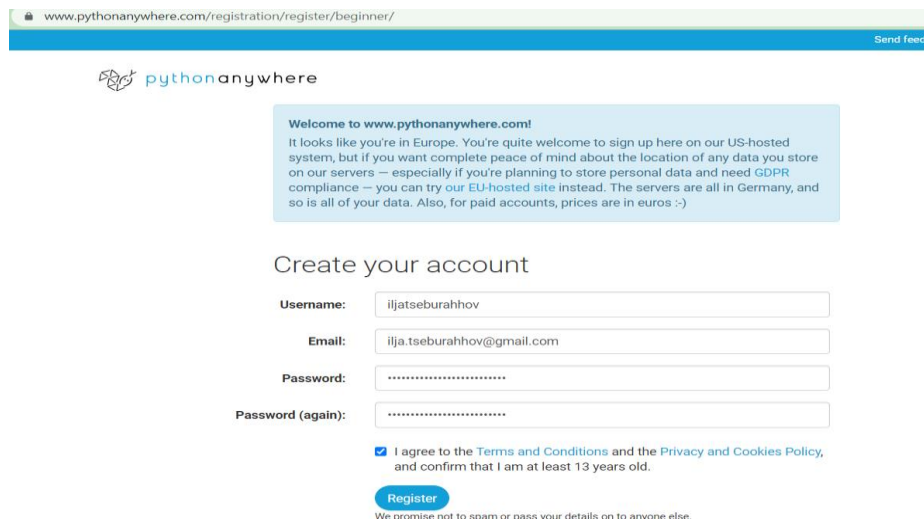 www.pythonanywhere.com/registration/register/beginner/
Send feed
pythonanywhere
Welcome to www.pythonanywhere.com!
It looks like you're in Europe. You're quite welcome to sign up here on our US-hosted
system, but if you want complete peace of mind about the location of any data you store
on our servers — especially if you're planning to store personal data and need GDPR
compliance — you can try our EU-hosted site instead. The servers are all in Germany, and
so is all of your data. Also, for paid accounts, prices are in euros :-)
Create your account
Username: iljatseburahhov
Email: ilja.tseburahhov@gmail.com
Password: •••••••••••••••••••••••••
Password (again): •••••••••••••••••••••••••
I agree to the Terms and Conditions and the Privacy and Cookies Policy,
and confirm that I am at least 13 years old.
Register
We promise not to spam or pass your details on to anyone else.